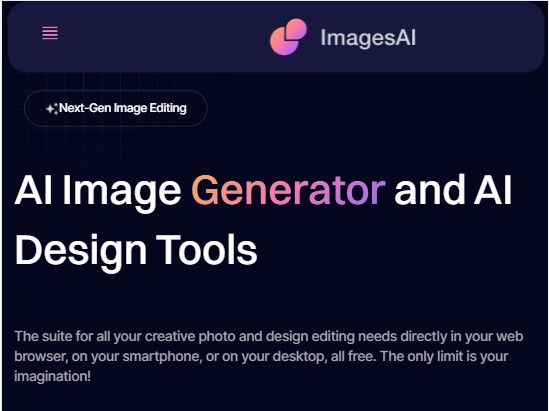 ImagesAI
Next-Gen Image Editing
AI Image Generator and AI
Design Tools
The suite for all your creative photo and design editing needs directly in your web
browser, on your smartphone, or on your desktop, all free. The only limit is your
imagination!